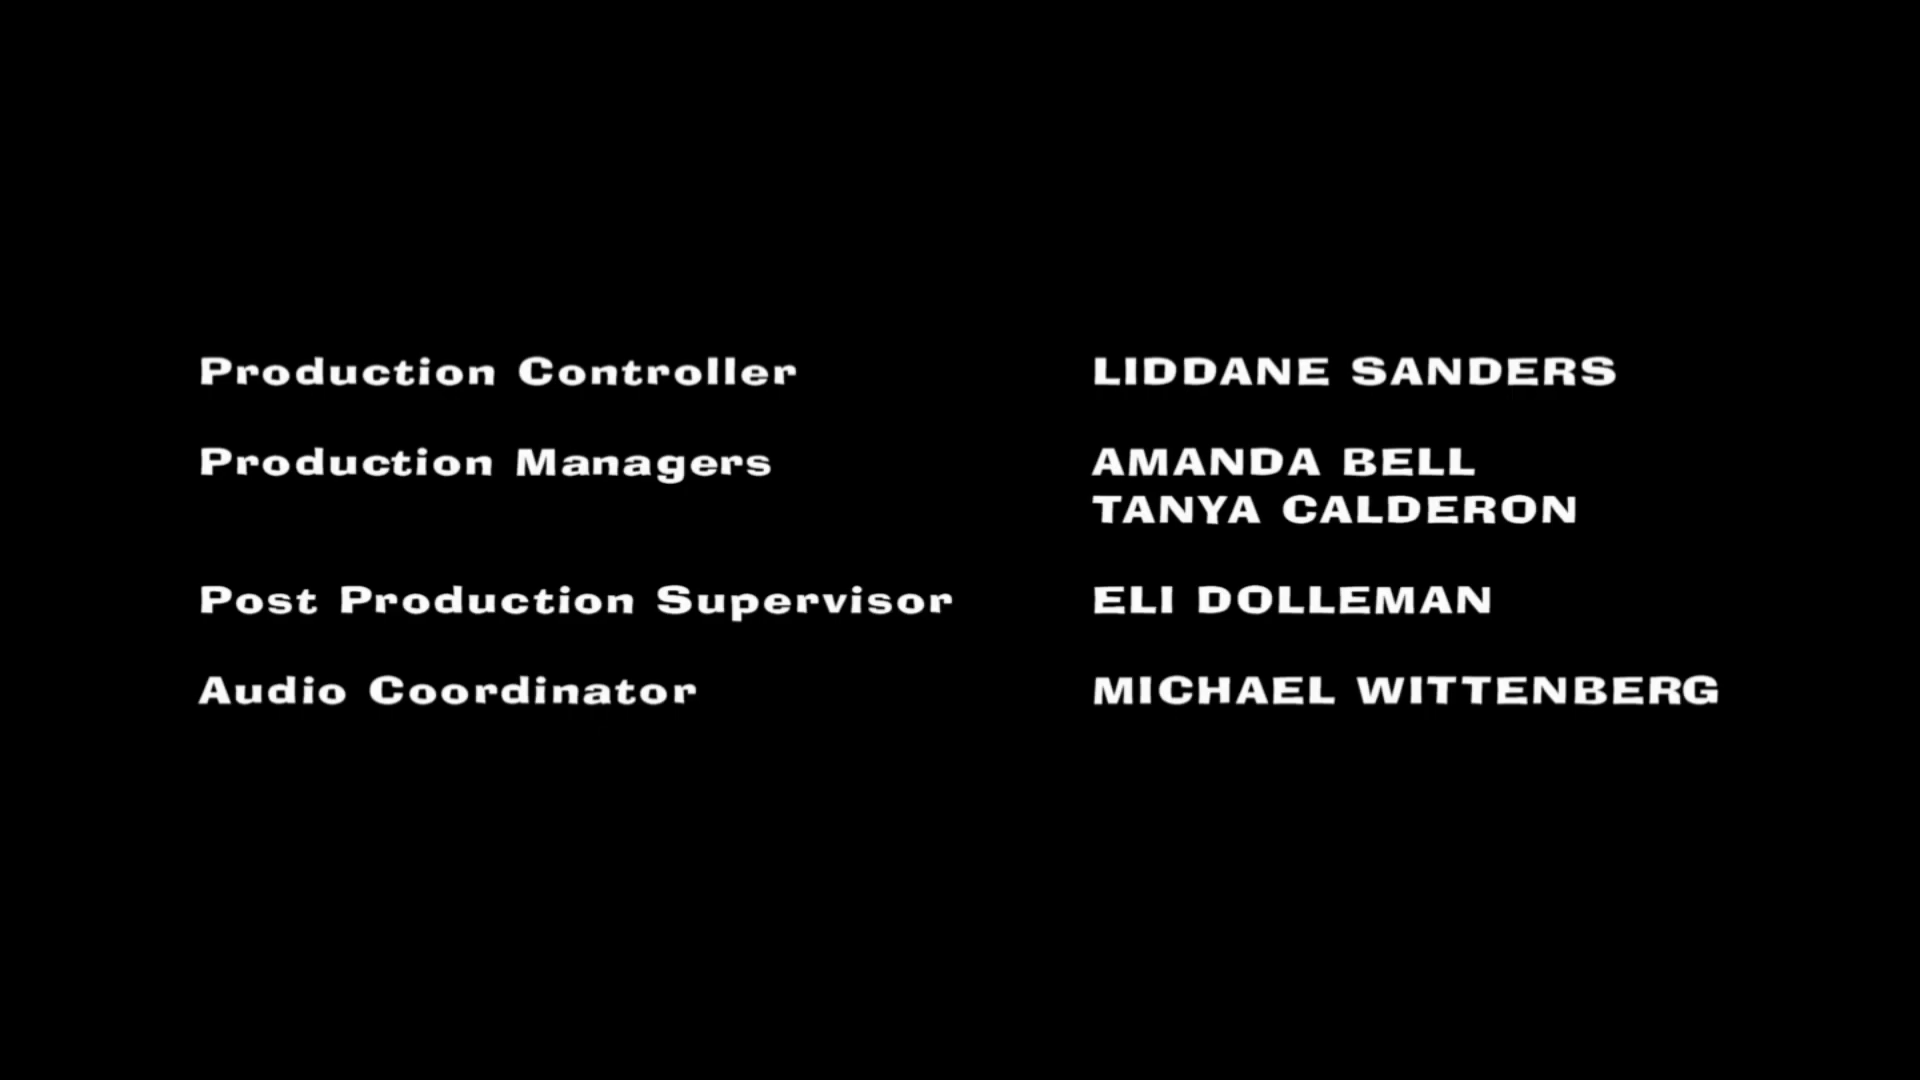 Production Controller LIDDANE SANDERS
Production Managers AMANDA BELL
TANYA CALDERON
Post Production Supervisor ELI DOLLEMAN
Audio Coordinator MICHAEL WITTENBERG